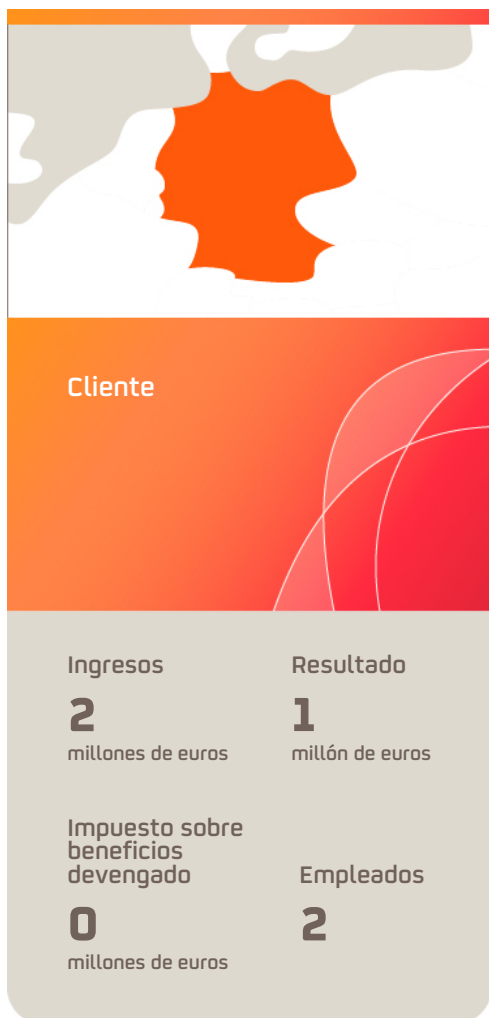 Cliente
Ingresos
2
millones de euros
Resultado
1
millón de euros
Impuesto sobre
beneficios
devengado
0
millones de euros
Empleados
2